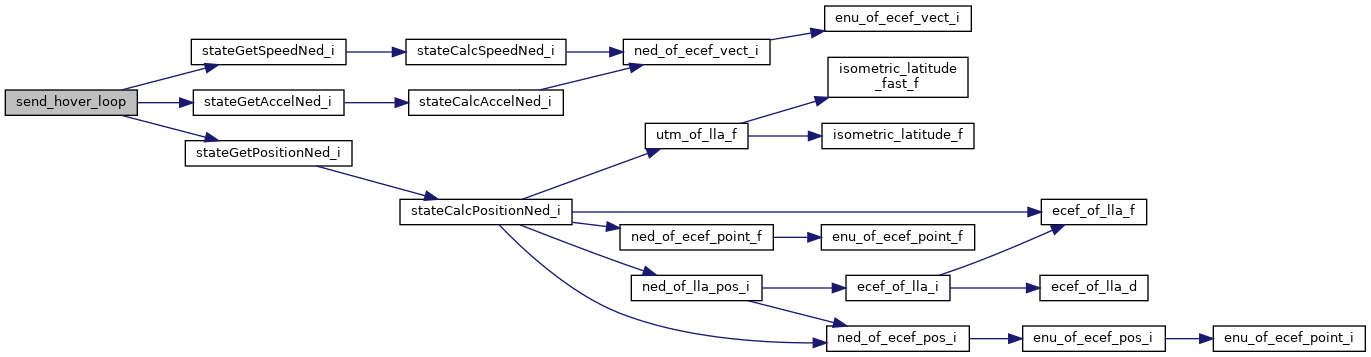 send_hover_loop
stateGetSpeedNed_i
stateCalcSpeedNed_i
ned_of_ecef_vect_i
enu_of_ecef_vect_i
stateGetAccelNed_i
stateCalcAccelNed_i
stateGetPositionNed_i
stateCalcPositionNed_i
utm_of_lla_f
isometric_latitude
_fast_f
isometric_latitude_f
ecef_of_lla_f
ned_of_ecef_point_f
enu_of_ecef_point_f
ned_of_lla_pos_i
ecef_of_lla_i
ecef_of_lla_d
ned_of_ecef_pos_i
enu_of_ecef_pos_i
enu_of_ecef_point_i